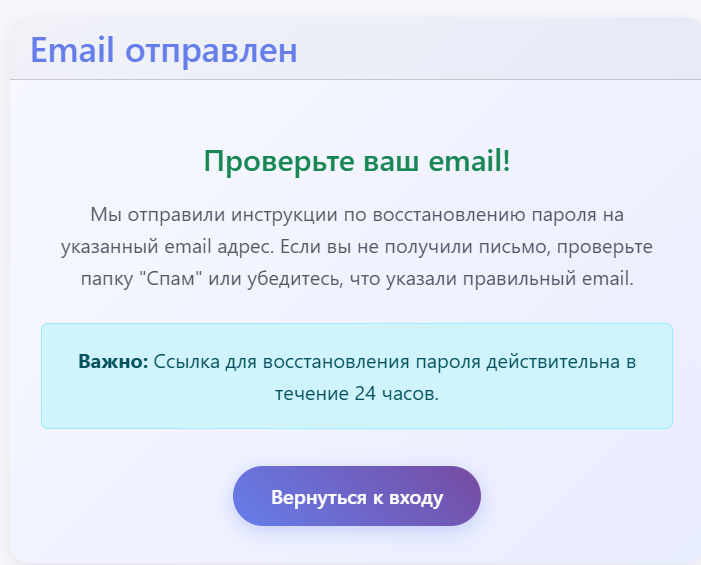 Email отправлен
Проверьте ваш email!
Мы отправили инструкции по восстановлению пароля на
указанный email адрес. Если вы не получили письмо, проверьте
папку "Спам" или убедитесь, что указали правильный email.
Важно: Ссылка для восстановления пароля действительна в
течение 24 часов.
Вернуться к входу